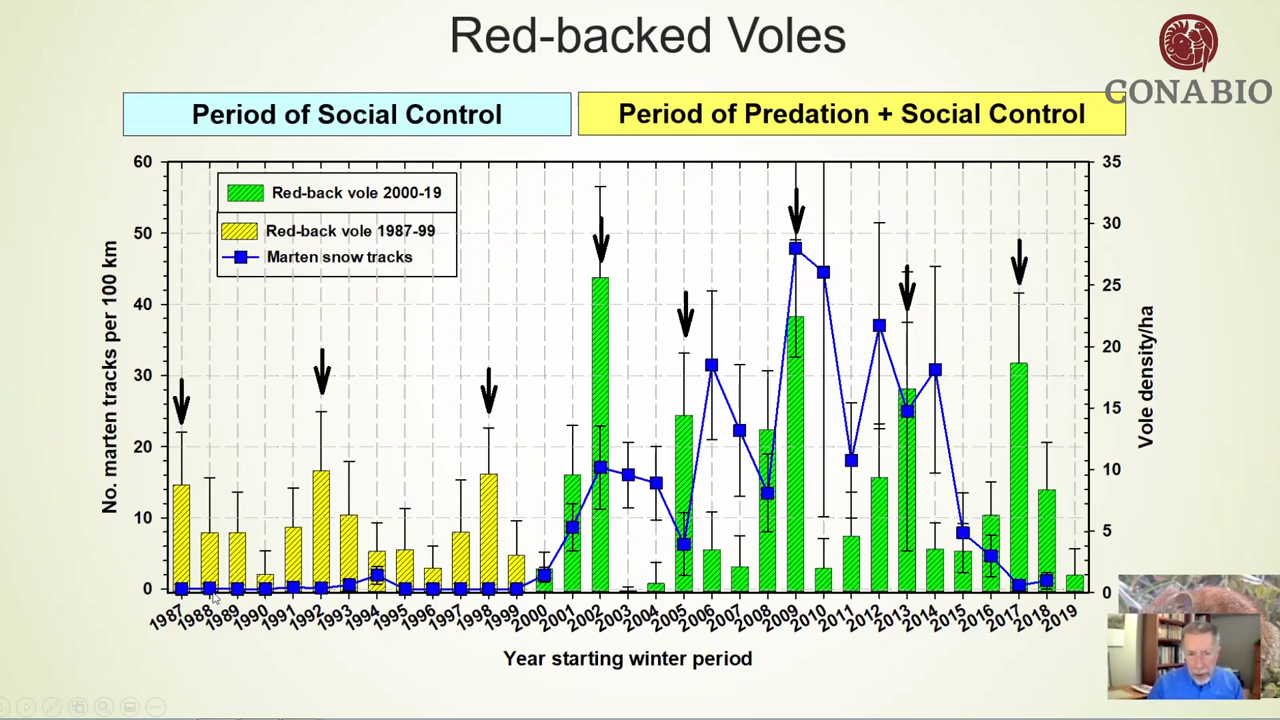 Red-backed Voles
CONABIO
Period of Social Control
Period of Predation + Social Control
Red-back vole 2000-19
Red-back vole 1987-99
Marten snow tracks
No. marten tracks per 100 km
60
50
40
30
20
10
0
35
30
25
20
15
10
5
0
Vole density/ha
1987 1988 1989 1990 1991 1992 1993 1994 1995 1996 1997 1998 1999 2000 2001 2002 2003 2004 2005 2006 2007 2008 2009 2010 2011 2012 2013 2014 2015 2016 2017 2018 2019
Year starting winter period